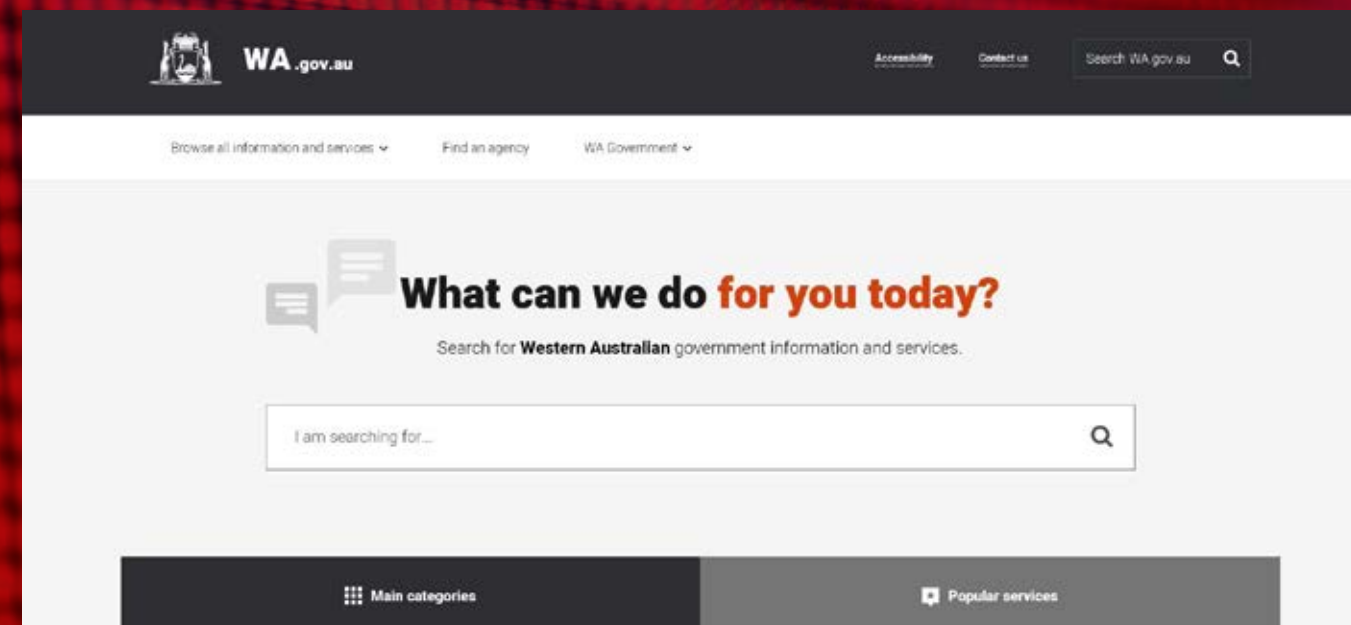 WA.gov.au
Accessibility
Contact us
Search WA.gov.au
Browse all information and services
Find an agency
WA Government
What can we do for you today?
Search for Western Australian government information and services.
I am searching for...
Main categories
Popular services